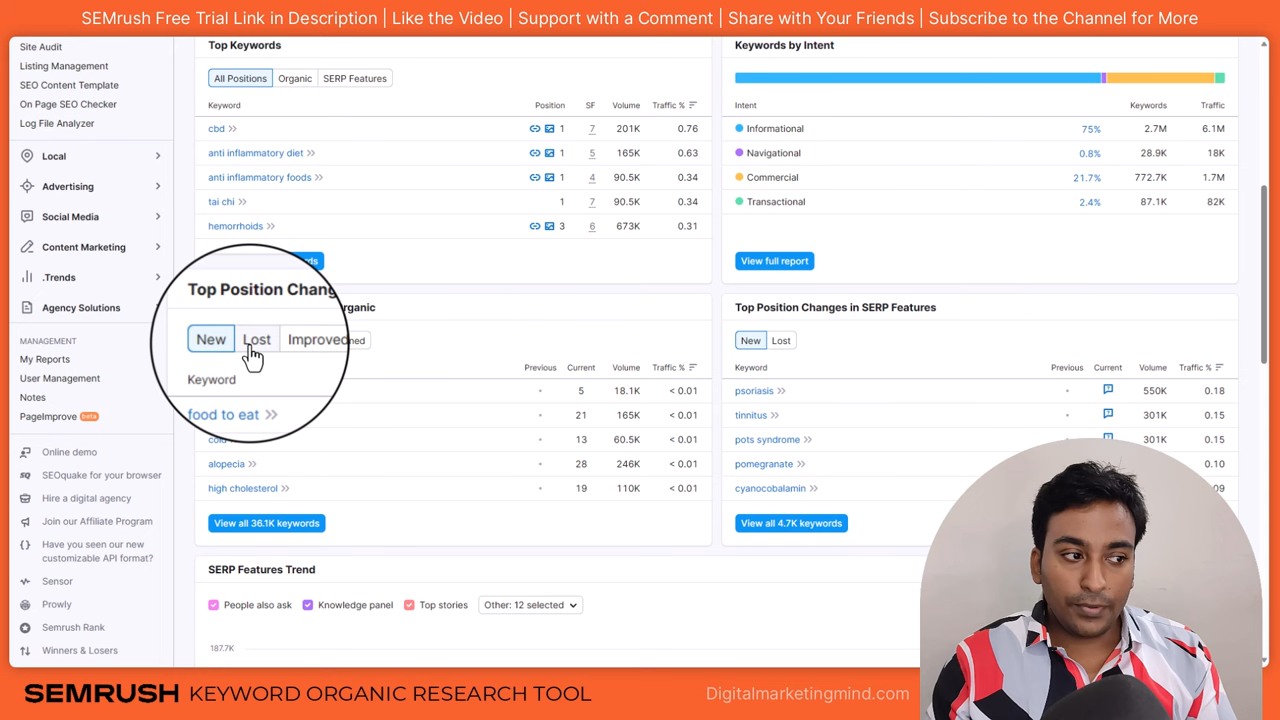 SEMrush Free Trial Link in Description | Like the Video | Support with a Comment | Share with Your Friends | Subscribe to the Channel for More
Site Audit
Listing Management
SEO Content Template
On Page SEO Checker
Log File Analyzer
Local
Advertising
Social Media
Content Marketing
.Trends
Agency Solutions
MANAGEMENT
My Reports
User Management
Notes
PageImprove beta
Online demo
SEOquake for your browser
Hire a digital agency
Join our Affiliate Program
Have you seen our new
customizable API format?
Sensor
Prowly
Semrush Rank
Winners & Losers
Top Keywords
All Positions Organic SERP Features
Keyword Position SF Volume Traffic %
cbd 1 7 201K 0.76
anti inflammatory diet 1 5 165K 0.63
anti inflammatory foods 1 4 90.5K 0.34
tai chi 1 7 90.5K 0.34
hemorrhoids 3 6 673K 0.31
Keywords by Intent
Intent Keywords Traffic
Informational 75% 2.7M 6.1M
Navigational 0.8% 28.9K 18K
Commercial 21.7% 772.7K 1.7M
Transactional 2.4% 87.1K 82K
View full report
Top Position Chang
New Lost Improved
Keyword Previous Current Volume Traffic %
food to eat 5 18.1K < 0.01
21 165K < 0.01
13 60.5K < 0.01
alopecia 28 246K < 0.01
high cholesterol 19 110K < 0.01
View all 36.1K keywords
Top Position Changes in SERP Features
New Lost
Keyword Previous Current Volume Traffic %
psoriasis 550K 0.18
tinnitus 301K 0.15
pots syndrome 301K 0.15
pomegranate 0.10
cyanocobalamin
View all 4.7K keywords
SERP Features Trend
People also ask Knowledge panel Top stories Other: 12 selected
187.7K
SEMRUSH KEYWORD ORGANIC RESEARCH TOOL
Digitalmarketingmind.com